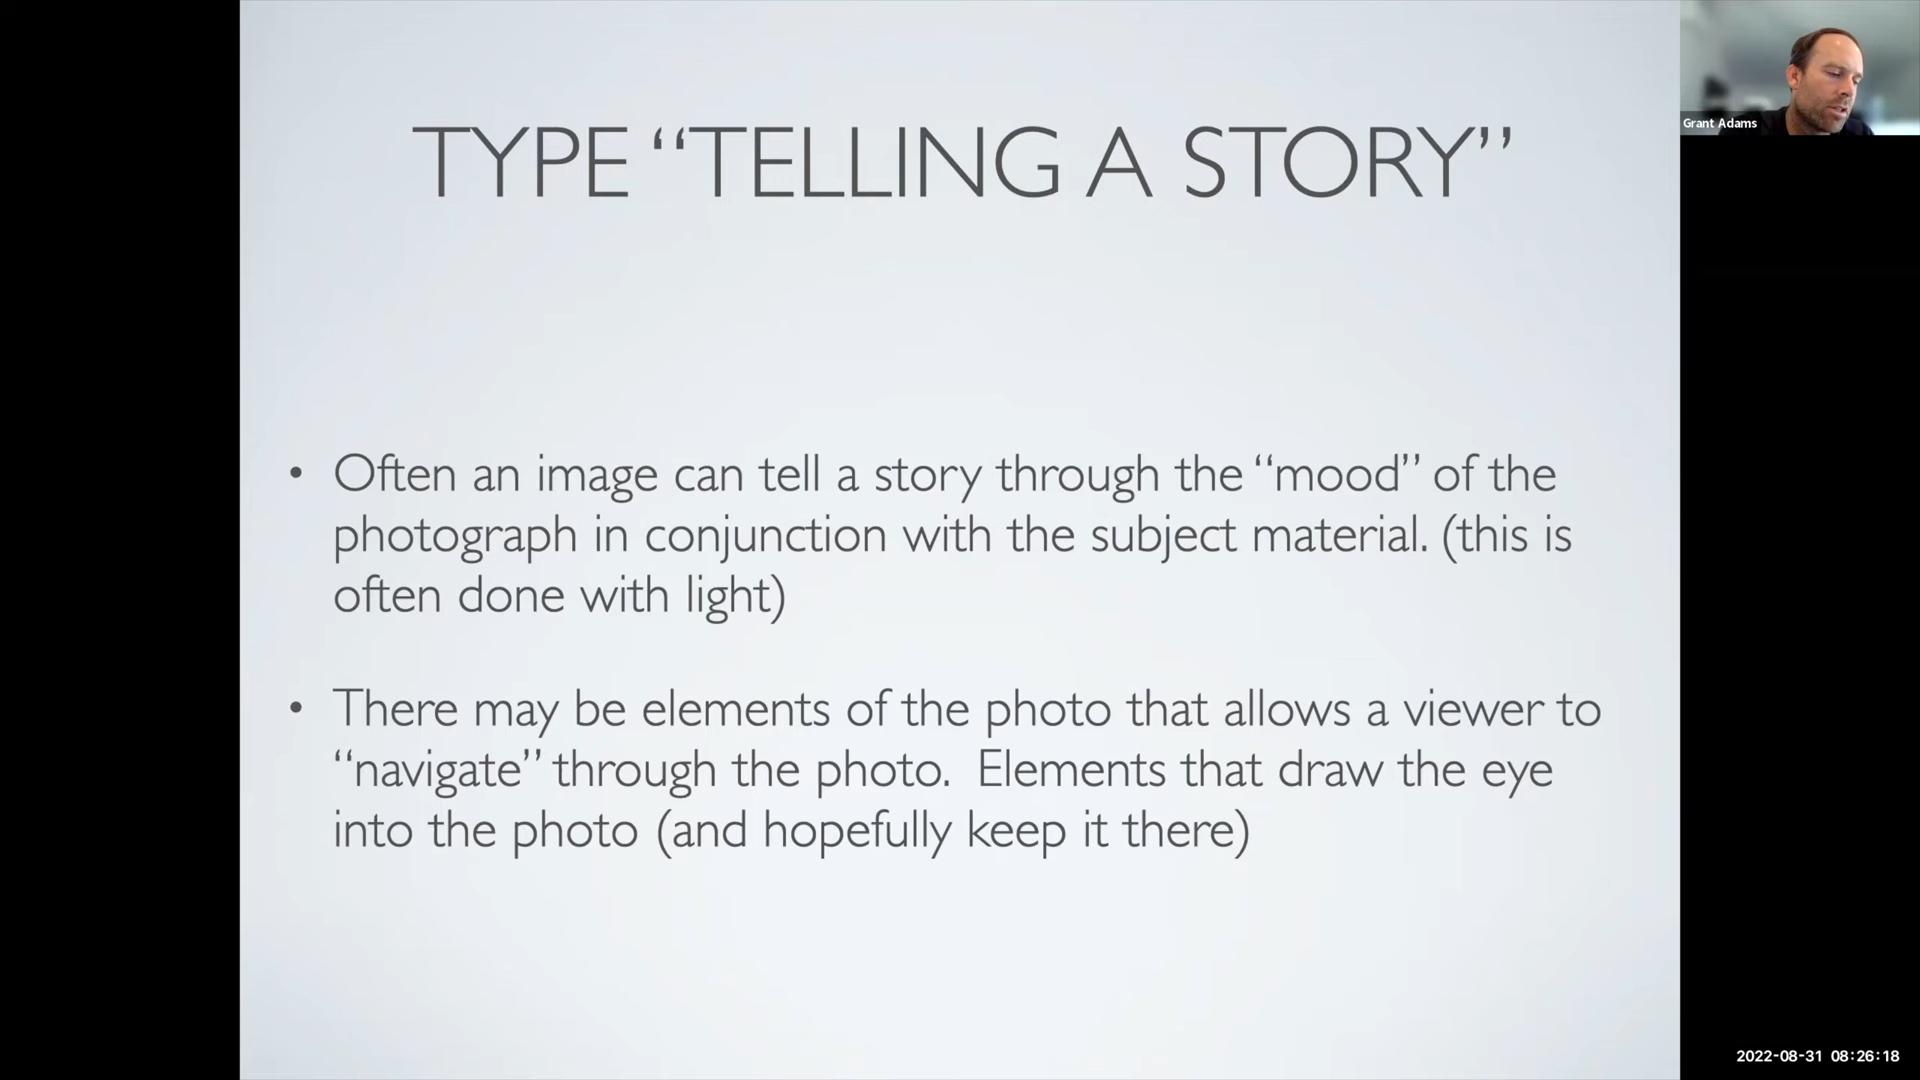 TYPE “TELLING A STORY”
• Often an image can tell a story through the “mood” of the
photograph in conjunction with the subject material. (this is
often done with light)
• There may be elements of the photo that allows a viewer to
“navigate” through the photo.  Elements that draw the eye
into the photo (and hopefully keep it there)
Grant Adams
2022-08-31 08:26:18